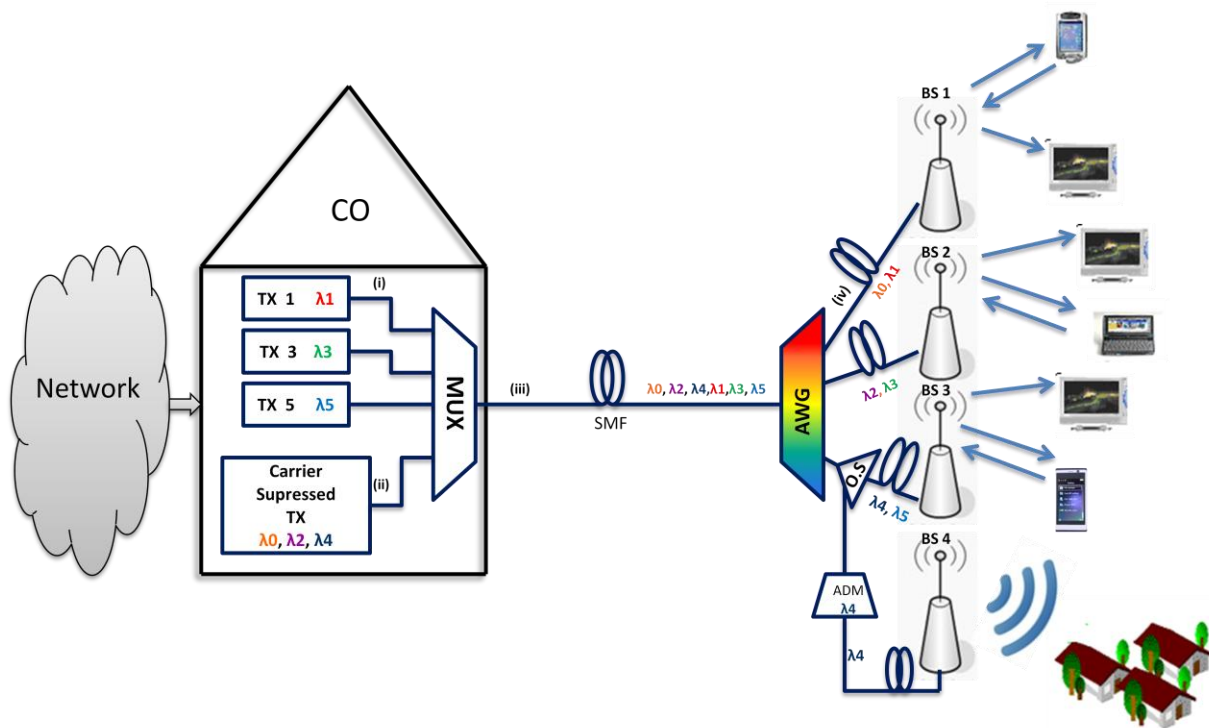 Network
CO
TX 1 λ1
TX 3 λ3
TX 5 λ5
Carrier
Supressed
TX
λ0, λ2, λ4
(i)
(ii)
MUX
(iii)
SMF
λ0, λ2, λ4,λ1,λ3, λ5
AWG
(iv)
λ0, λ1
λ2, λ3
O.S
λ4, λ5
ADM
λ4
λ4
BS 1
BS 2
BS 3
BS 4